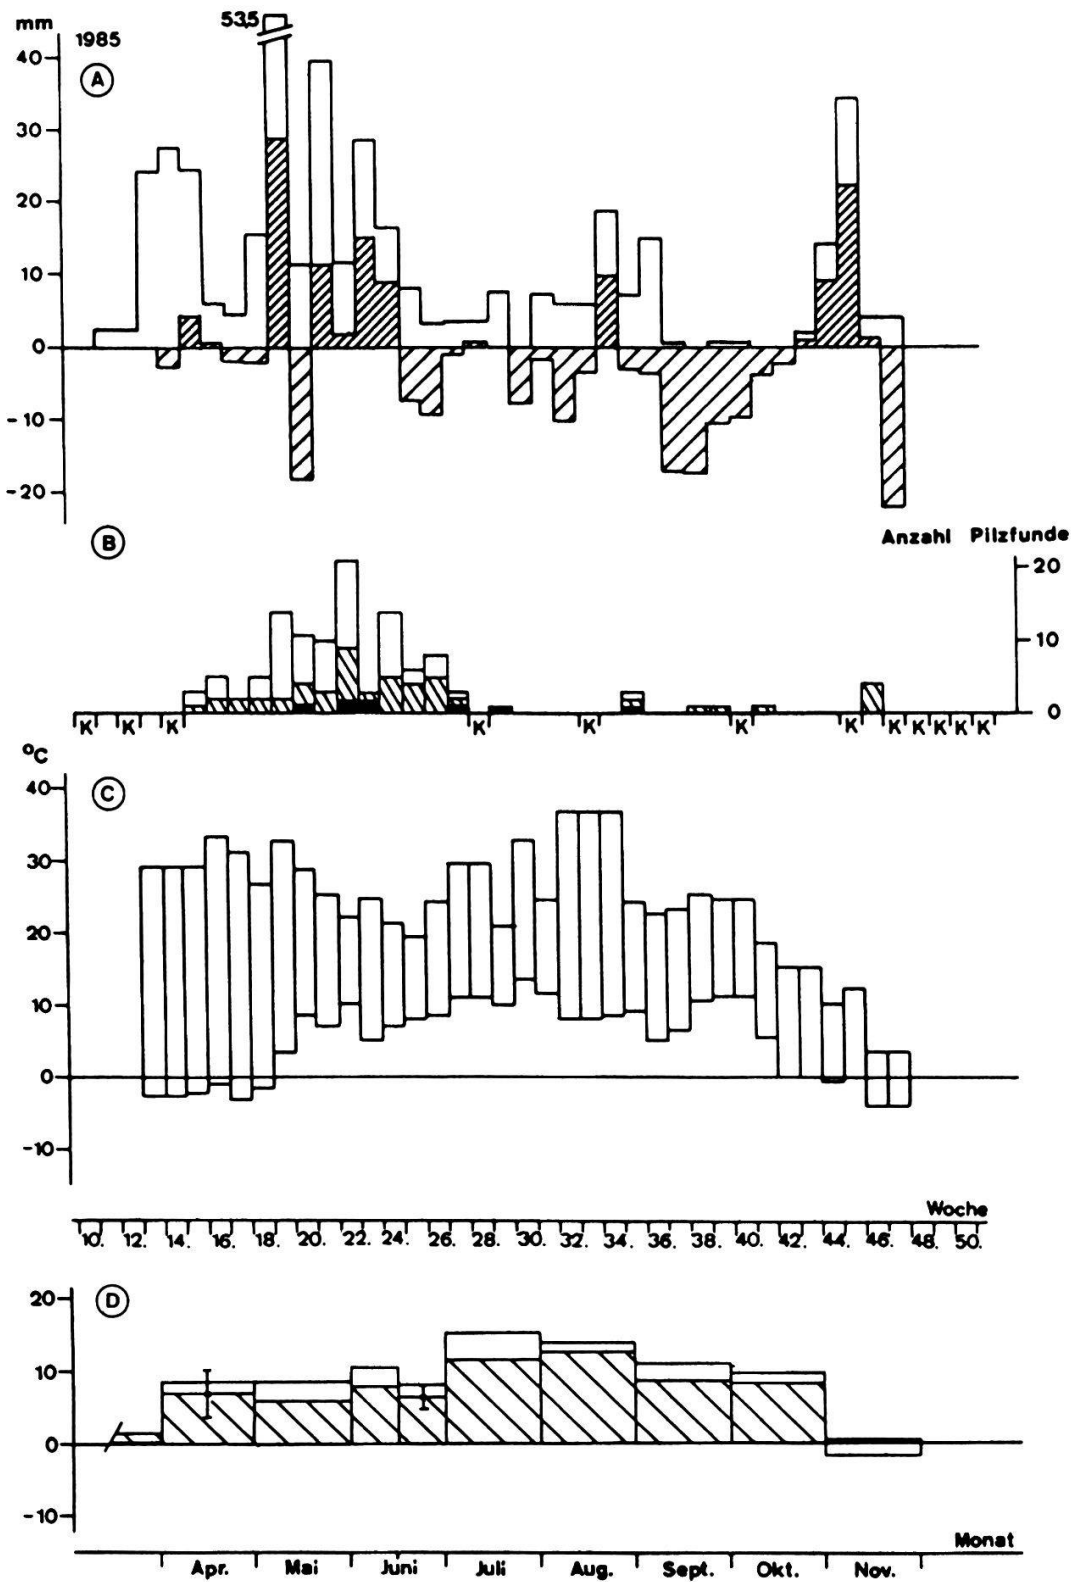 mm
53,5
1985
A
40
30
20
10
0
-10
-20
B
Anzahl Pilzfunde
20
10
0
K K K K K K K K K K K K
°C
C
40
30
20
10
0
-10
Woche
10. 12. 14. 16. 18. 20. 22. 24. 26. 28. 30. 32. 34. 36. 38. 40. 42. 44. 46. 48. 50.
D
20
10
0
-10
Monat
Apr. Mai Juni Juli Aug. Sept. Okt. Nov.